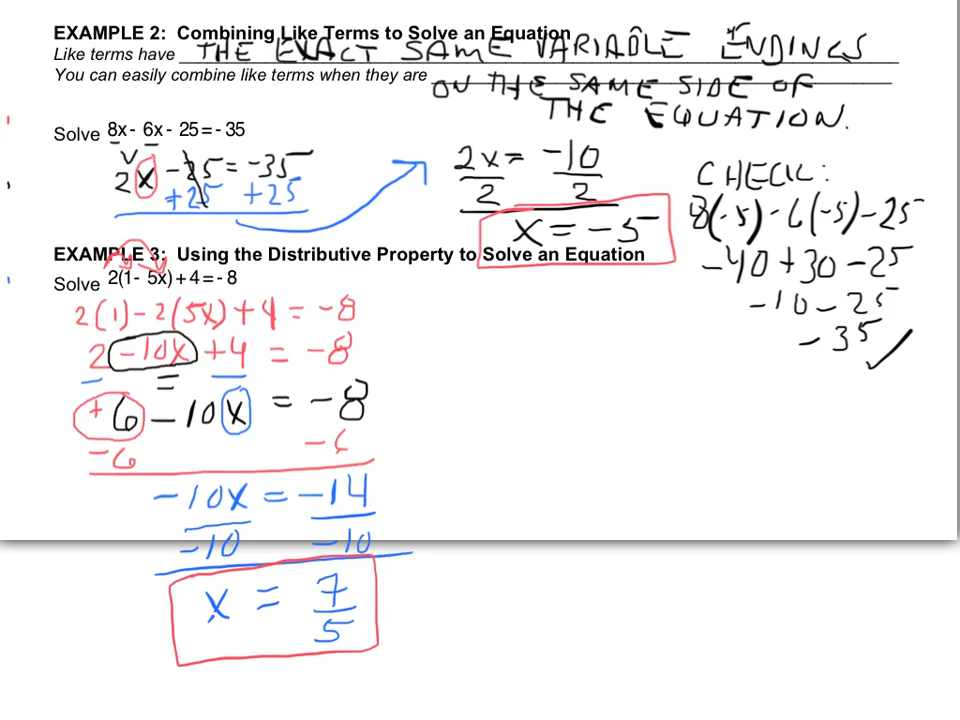 EXAMPLE 2: Combining Like Terms to Solve an Equation
Like terms have THE EXACT SAME VARIABLE ENDINGS
You can easily combine like terms when they are ON THE SAME SIDE OF
THE EQUATION.
Solve 8x - 6x - 25 = - 35
2x - 25 = -35
+25 +25
2x = -10
2 2
x = -5
CHECK:
8(-5) - 6(-5) - 25
-40 + 30 - 25
-10 - 25
-35 ✓
EXAMPLE 3: Using the Distributive Property to Solve an Equation
Solve 2(1 - 5x) + 4 = - 8
2(1) - 2(5x) + 4 = -8
2 - 10x + 4 = -8
+6 - 10x = -8
-6 -6
-10x = -14
-10 -10
x = 7
5